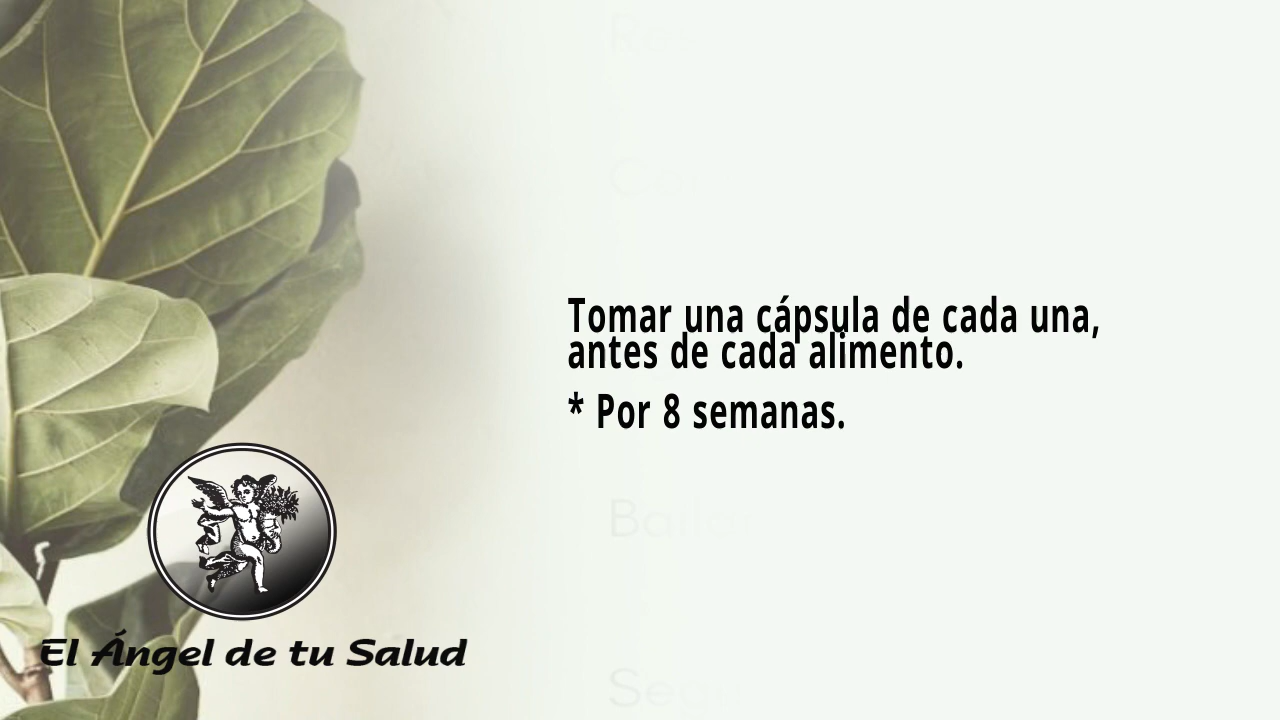 Tomar una cápsula de cada una,
antes de cada alimento.
* Por 8 semanas.
El Ángel de tu Salud